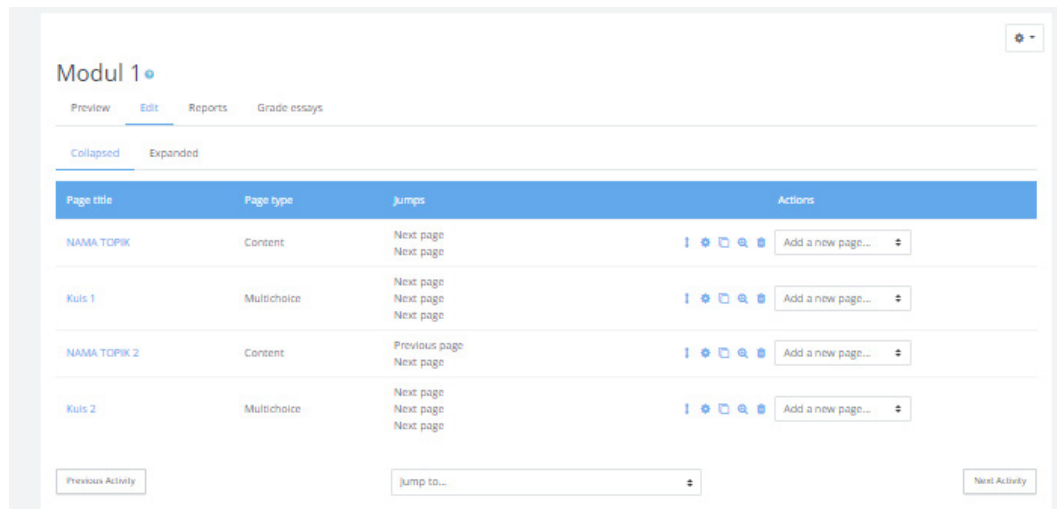 Modul 1
Preview Edit Reports Grade essays
Collapsed Expanded
Page title Page type Jumps Actions
NAMA TOPIK Content Next page Add a new page...
Next page
Kuis 1 Multichoice Next page Add a new page...
Next page
Next page
NAMA TOPIK 2 Content Previous page Add a new page...
Next page
Kuis 2 Multichoice Next page Add a new page...
Next page
Next page
Previous Activity Jump to... Next Activity